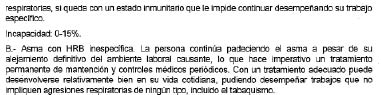 respiratorias, si queda con un estado inmunitario que le impide continuar desempeñando su trabajo
específico.
Incapacidad: 0-15%.
B.- Asma con HRB inespecífica. La persona continúa padeciendo el asma a pesar de su
alejamiento definitivo del ambiente laboral causante, lo que hace imperativo un tratamiento
permanente de mantención y controles médicos periódicos. Con un tratamiento adecuado puede
desenvolverse relativamente bien en su vida cotidiana, pudiendo desempeñar trabajos que no
impliquen agresiones respiratorias de ningún tipo, incluido el tabaquismo.